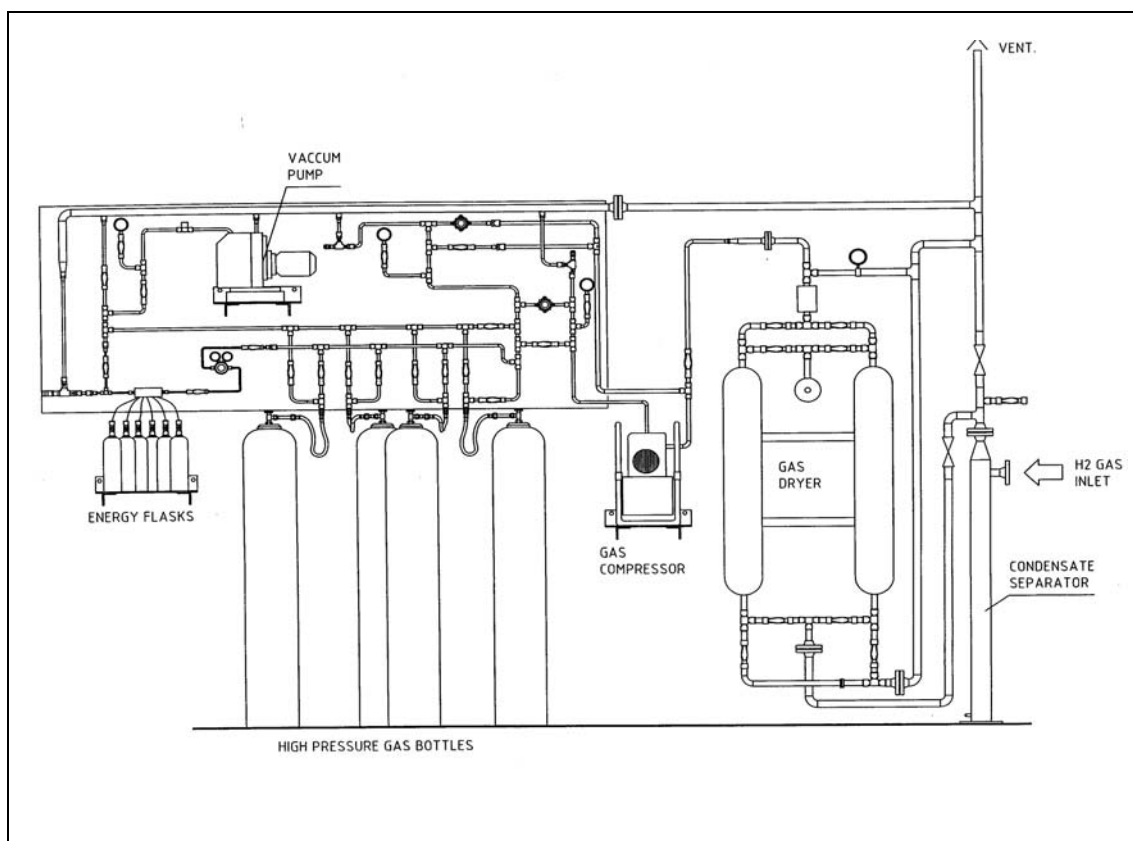 VENT.
VACCUM
PUMP
H2 GAS
INLET
GAS
DRYER
ENERGY FLASKS
GAS
COMPRESSOR
CONDENSATE
SEPARATOR
HIGH PRESSURE GAS BOTTLES